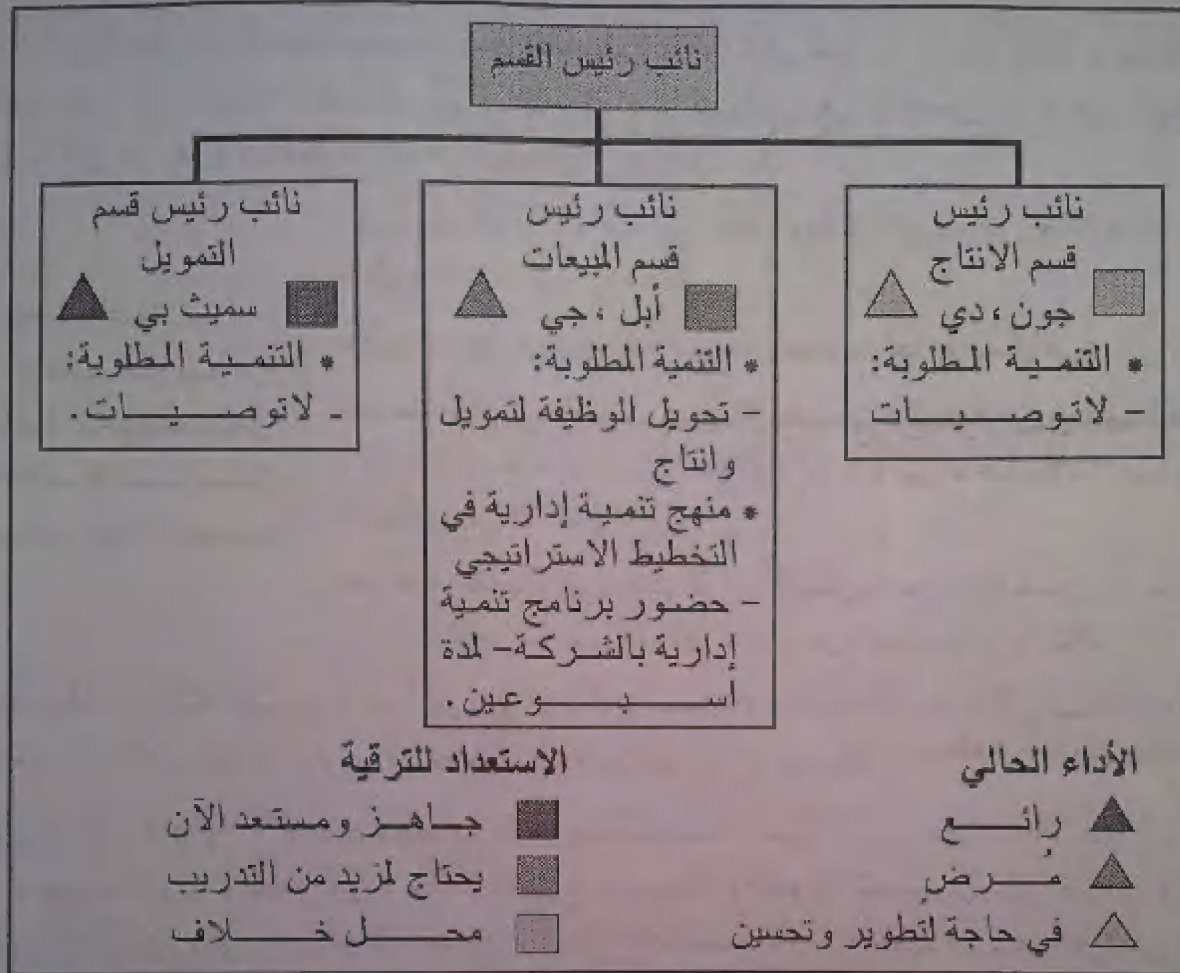 نائب رئيس القسم
نائب رئيس
قسم الانتاج
جون، دي
* التنمية المطلوبة:
- لاتوصيات
نائب رئيس
قسم المبيعات
أبل، جي
* التنمية المطلوبة:
- تحويل الوظيفة لتمويل
وانتاج
* منهج تنمية إدارية في
التخطيط الاستراتيجي
- حضور برنامج تنمية
إدارية بالشركة- لمدة
اسبوعين.
نائب رئيس قسم
التمويل
سميث بي
* التنمية المطلوبة:
- لاتوصيات.
الأداء الحالي
رائع
مُرضٍ
في حاجة لتطوير وتحسين
الاستعداد للترقية
جاهز ومستعد الآن
يحتاج لمزيد من التدريب
محل خلاف